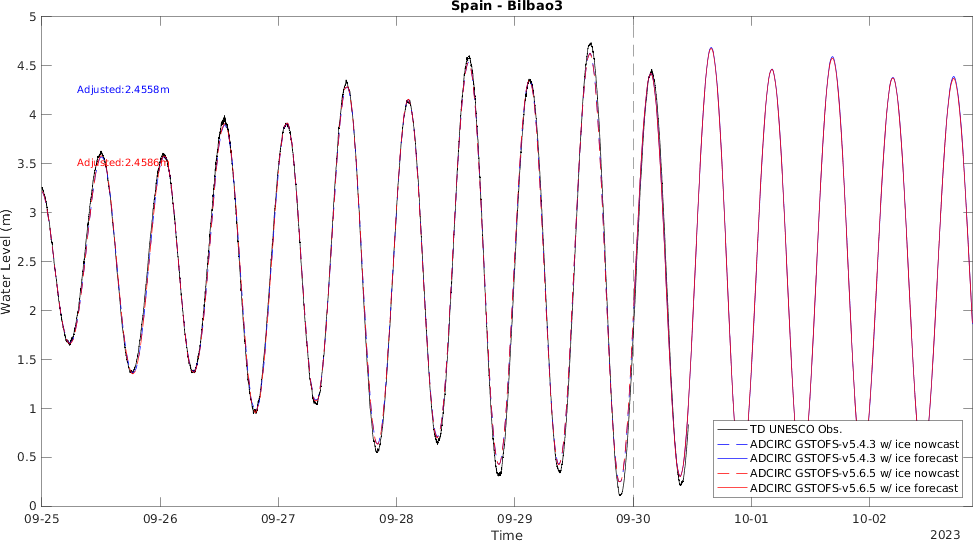 Spain - Bilbao3
5
4.5
4
3.5
3
2.5
2
1.5
1
0.5
0
Water Level (m)
Adjusted:2.4558m
Adjusted:2.4586m
TD UNESCO Obs.
ADCIRC GSTOFS-v5.4.3 w/ ice nowcast
ADCIRC GSTOFS-v5.4.3 w/ ice forecast
ADCIRC GSTOFS-v5.6.5 w/ ice nowcast
ADCIRC GSTOFS-v5.6.5 w/ ice forecast
09-25 09-26 09-27 09-28 09-29 09-30 10-01 10-02
Time
2023